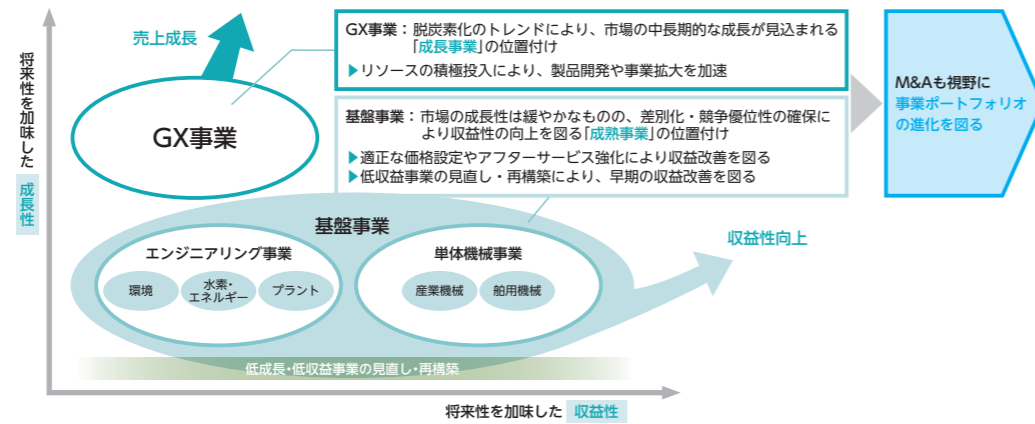 売上成長
将来性を加味した
成長性
GX事業
GX事業：脱炭素化のトレンドにより、市場の中長期的な成長が見込まれる
「成長事業」の位置付け
▶リソースの積極投入により、製品開発や事業拡大を加速
基盤事業：市場の成長性は緩やかなものの、差別化・競争優位性の確保に
より収益性の向上を図る「成熟事業」の位置付け
▶適正な価格設定やアフターサービス強化により収益改善を図る
▶低収益事業の見直し・再構築により、早期の収益改善を図る
M&Aも視野に
事業ポートフォリオ
の進化を図る
基盤事業
エンジニアリング事業
環境
水素・
エネルギー
プラント
単体機械事業
産業機械
舶用機械
収益性向上
低成長・低収益事業の見直し・再構築
将来性を加味した 収益性